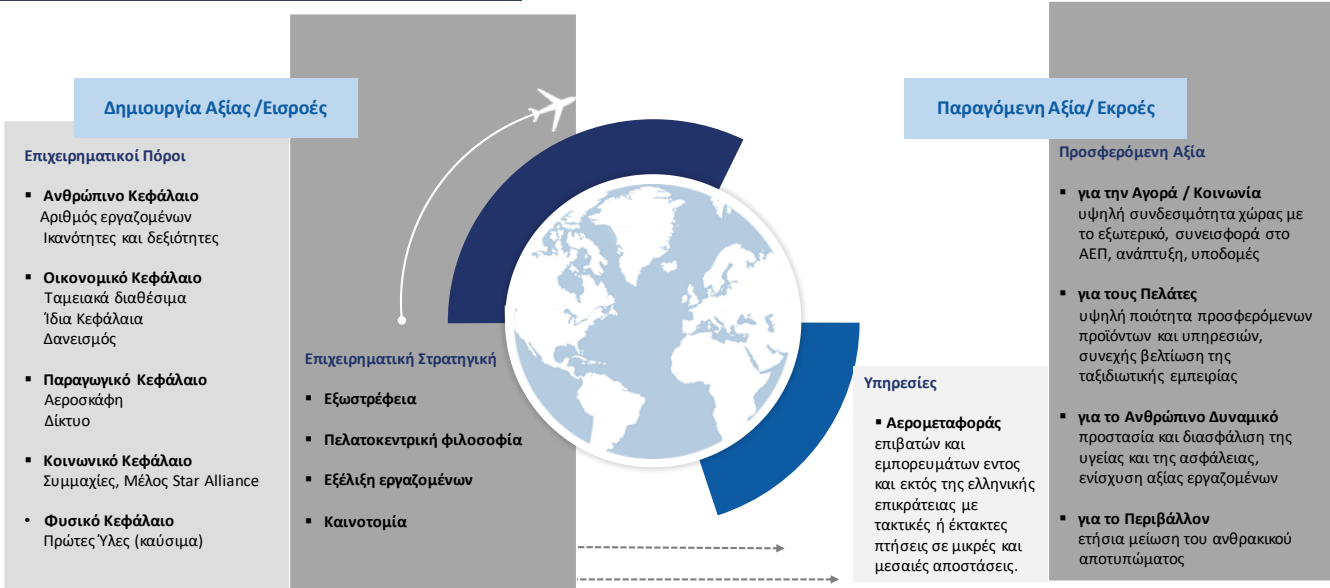 Δημιουργία Αξίας /Εισροές
Επιχειρηματικοί Πόροι
▪ Ανθρώπινο Κεφάλαιο
Αριθμός εργαζομένων
Ικανότητες και δεξιότητες
▪ Οικονομικό Κεφάλαιο
Ταμειακά διαθέσιμα
Ίδια Κεφάλαια
Δανεισμός
▪ Παραγωγικό Κεφάλαιο
Αεροσκάφη
Δίκτυο
▪ Κοινωνικό Κεφάλαιο
Συμμαχίες, Μέλος Star Alliance
• Φυσικό Κεφάλαιο
Πρώτες Ύλες (καύσιμα)
Επιχειρηματική Στρατηγική
▪ Εξωστρέφεια
▪ Πελατοκεντρική φιλοσοφία
▪ Εξέλιξη εργαζομένων
▪ Καινοτομία
Παραγόμενη Αξία/ Εκροές
Υπηρεσίες
▪ Αερομεταφοράς
επιβατών και
εμπορευμάτων εντος
και εκτός της ελληνικής
επικράτειας με
τακτικές ή έκτακτες
πτήσεις σε μικρές και
μεσαιές αποστάσεις.
Προσφερόμενη Αξία
▪ για την Αγορά / Κοινωνία
υψηλή συνδεσιμότητα χώρας με
το εξωτερικό, συνεισφορά στο
ΑΕΠ, ανάπτυξη, υποδομές
▪ για τους Πελάτες
υψηλή ποιότητα προσφερόμενων
προϊόντων και υπηρεσιών,
συνεχής βελτίωση της
ταξιδιωτικής εμπειρίας
▪ για το Ανθρώπινο Δυναμικό
προστασία και διασφάλιση της
υγείας και της ασφάλειας,
ενίσχυση αξίας εργαζομένων
▪ για το Περιβάλλον
ετήσια μείωση του ανθρακικού
αποτυπώματος